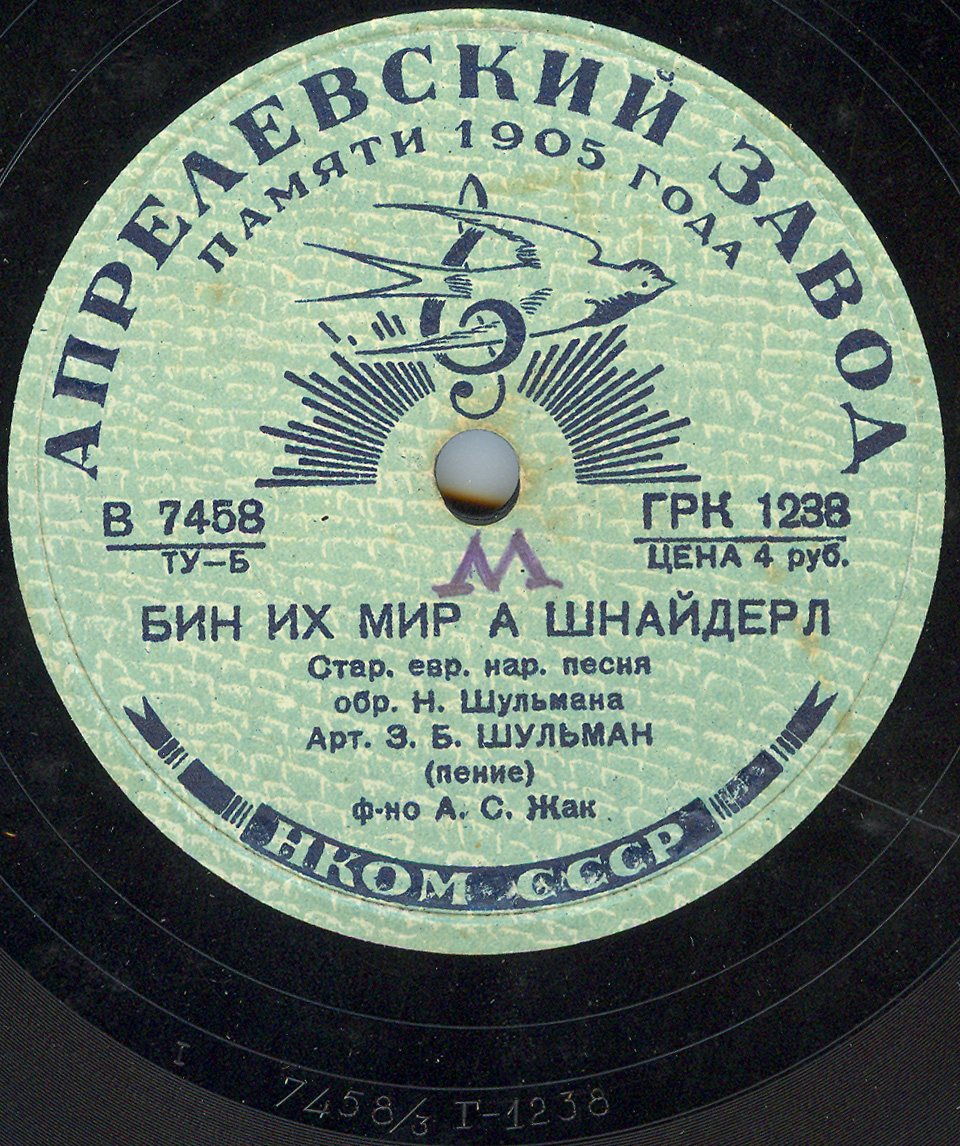 АПРЕЛЕВСКИЙ ЗАВОД
ПАМЯТИ 1905 ГОДА
В 7458
ТУ–Б
ГРК 1238
ЦЕНА 4 руб.
М
БИН ИХ МИР А ШНАЙДЕРЛ
Стар. евр. нар. песня
обр. Н. Шульмана
Арт. З. Б. ШУЛЬМАН
(пение)
ф-но А. С. Жак
НКОМ СССР
I
7458/3 Г-1238